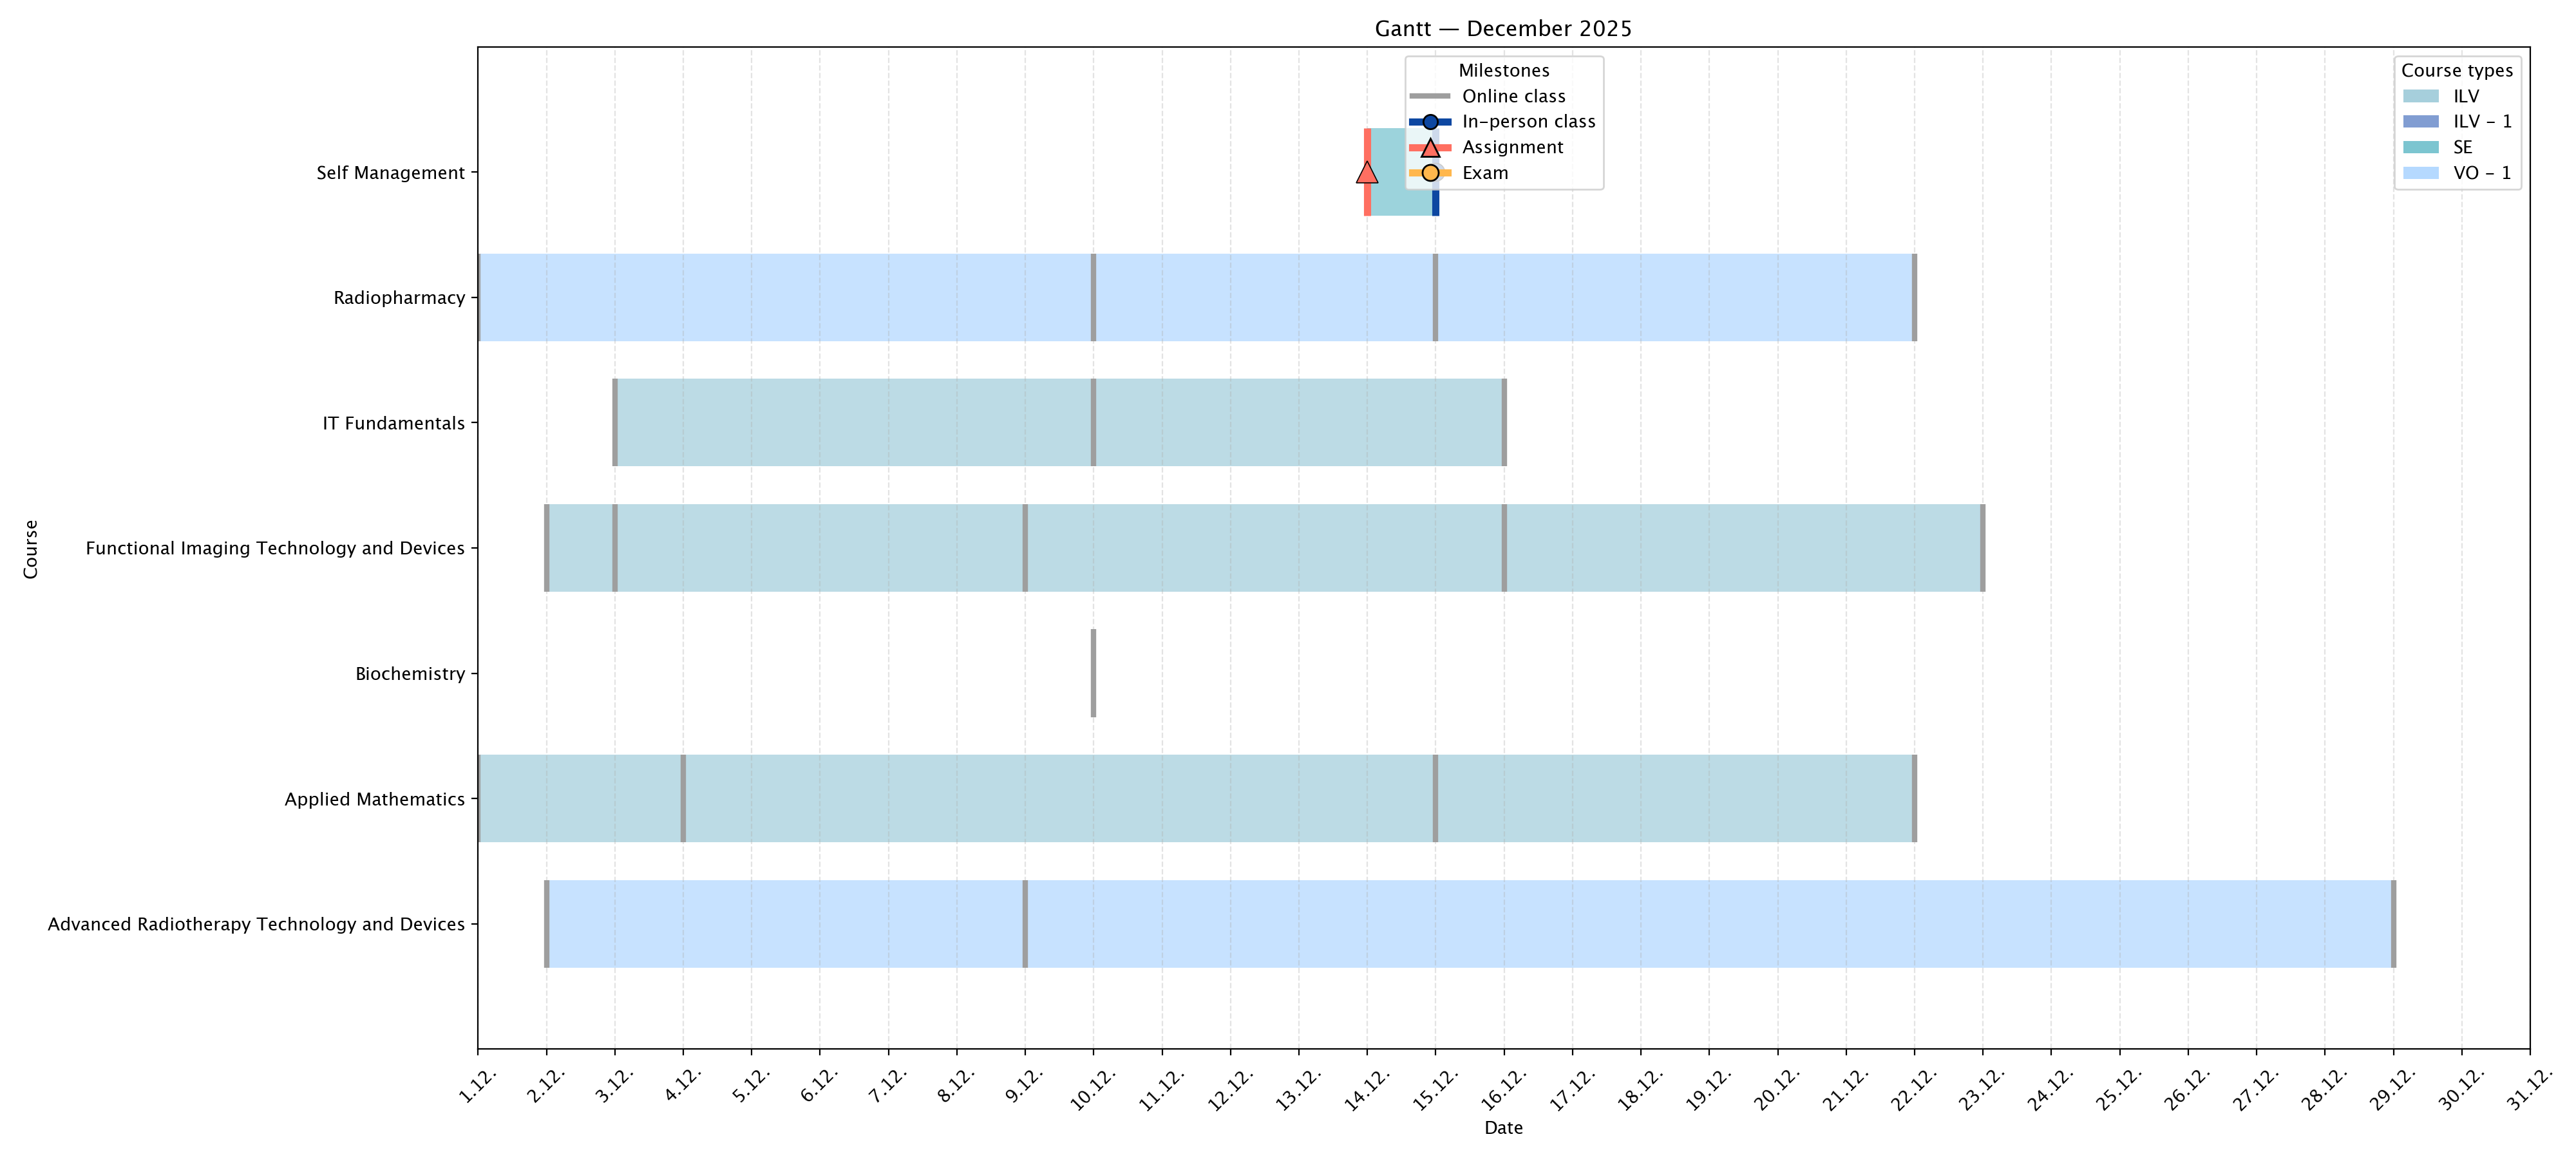 Gantt — December 2025
Milestones
Online class
In-person class
Assignment
Exam
Course types
ILV
ILV - 1
SE
VO - 1
Course
Self Management
Radiopharmacy
IT Fundamentals
Functional Imaging Technology and Devices
Biochemistry
Applied Mathematics
Advanced Radiotherapy Technology and Devices
1.12. 2.12. 3.12. 4.12. 5.12. 6.12. 7.12. 8.12. 9.12. 10.12. 11.12. 12.12. 13.12. 14.12. 15.12. 16.12. 17.12. 18.12. 19.12. 20.12. 21.12. 22.12. 23.12. 24.12. 25.12. 26.12. 27.12. 28.12. 29.12. 30.12. 31.12.
Date